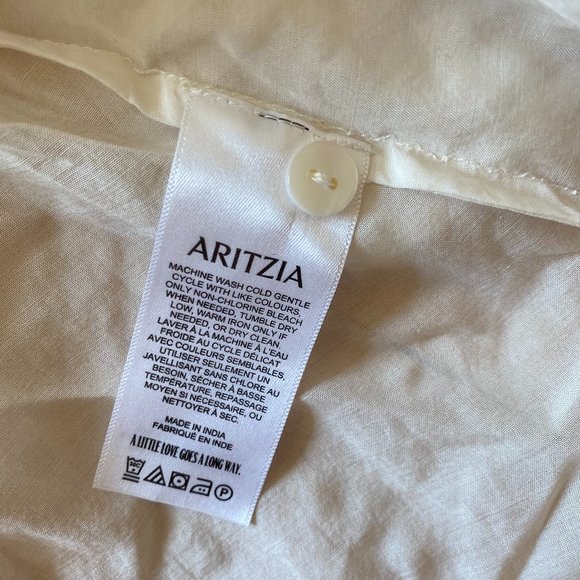 ARITZIA
MACHINE WASH COLD GENTLE
CYCLE WITH LIKE COLOURS,
ONLY NON-CHLORINE BLEACH
WHEN NEEDED, TUMBLE DRY
LOW. WARM IRON ONLY IF
NEEDED, OR DRY CLEAN.
LAVER À LA MACHINE À L'EAU
FROIDE AU CYCLE DÉLICAT
AVEC COULEURS SEMBLABLES,
UTILISER SEULEMENT UN
JAVELLISANT SANS CHLORE AU
BESOIN, SÉCHER À BASSE
TEMPÉRATURE, REPASSAGE
MOYEN SI NÉCESSAIRE, OU
NETTOYER À SEC.
MADE IN INDIA
FABRIQUÉ EN INDE
A LITTLE LOVE GOES A LONG WAY.
P